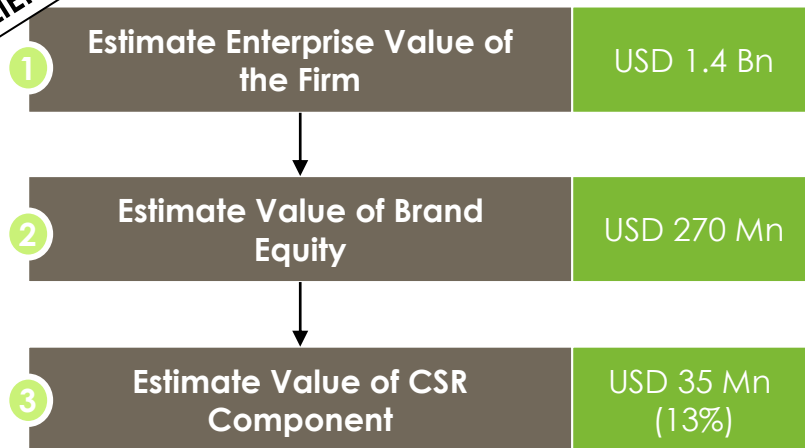 1
Estimate Enterprise Value of
the Firm
USD 1.4 Bn
2
Estimate Value of Brand
Equity
USD 270 Mn
3
Estimate Value of CSR
Component
USD 35 Mn
(13%)